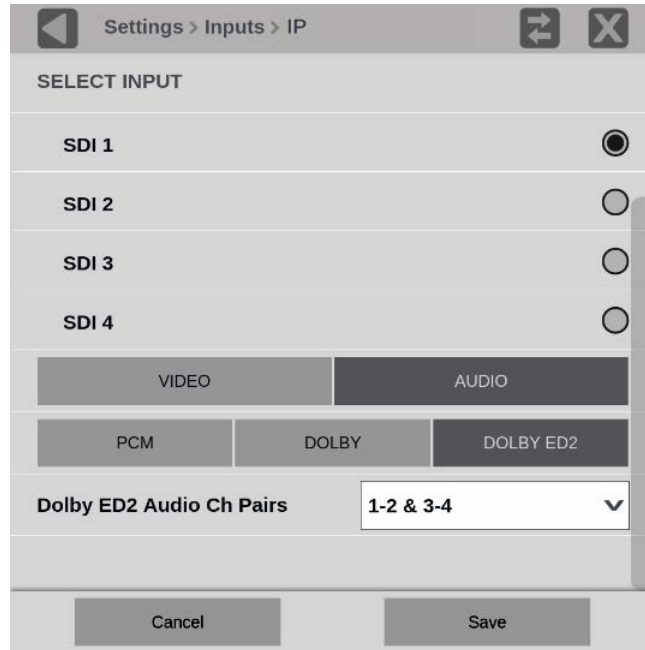 Settings > Inputs > IP
SELECT INPUT
SDI 1
SDI 2
SDI 3
SDI 4
VIDEO AUDIO
PCM DOLBY DOLBY ED2
Dolby ED2 Audio Ch Pairs 1-2 & 3-4
Cancel Save